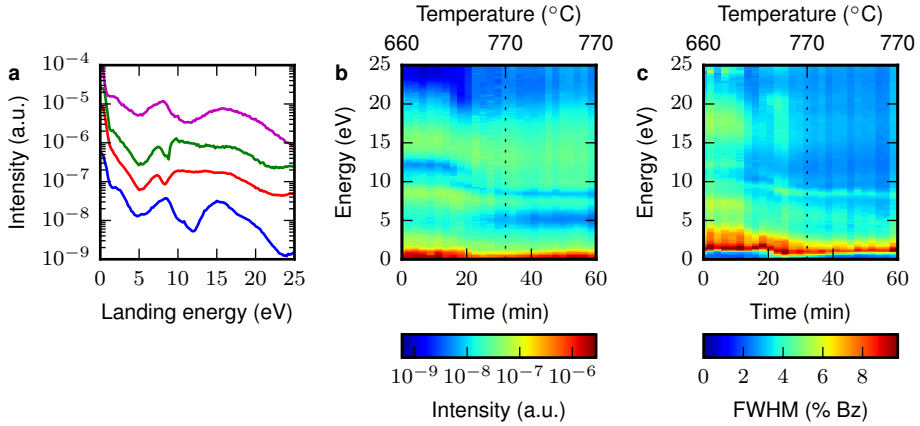 a
Intensity (a.u.)
10⁻⁴
10⁻⁵
10⁻⁶
10⁻⁷
10⁻⁸
10⁻⁹
0 5 10 15 20 25
Landing energy (eV)
Temperature (°C)
660 770 770
b
Energy (eV)
25
20
15
10
5
0
0 20 40 60
Time (min)
10⁻⁹ 10⁻⁸ 10⁻⁷ 10⁻⁶
Intensity (a.u.)
Temperature (°C)
660 770 770
c
Energy (eV)
25
20
15
10
5
0
0 20 40 60
Time (min)
0 2 4 6 8
FWHM (% Bz)